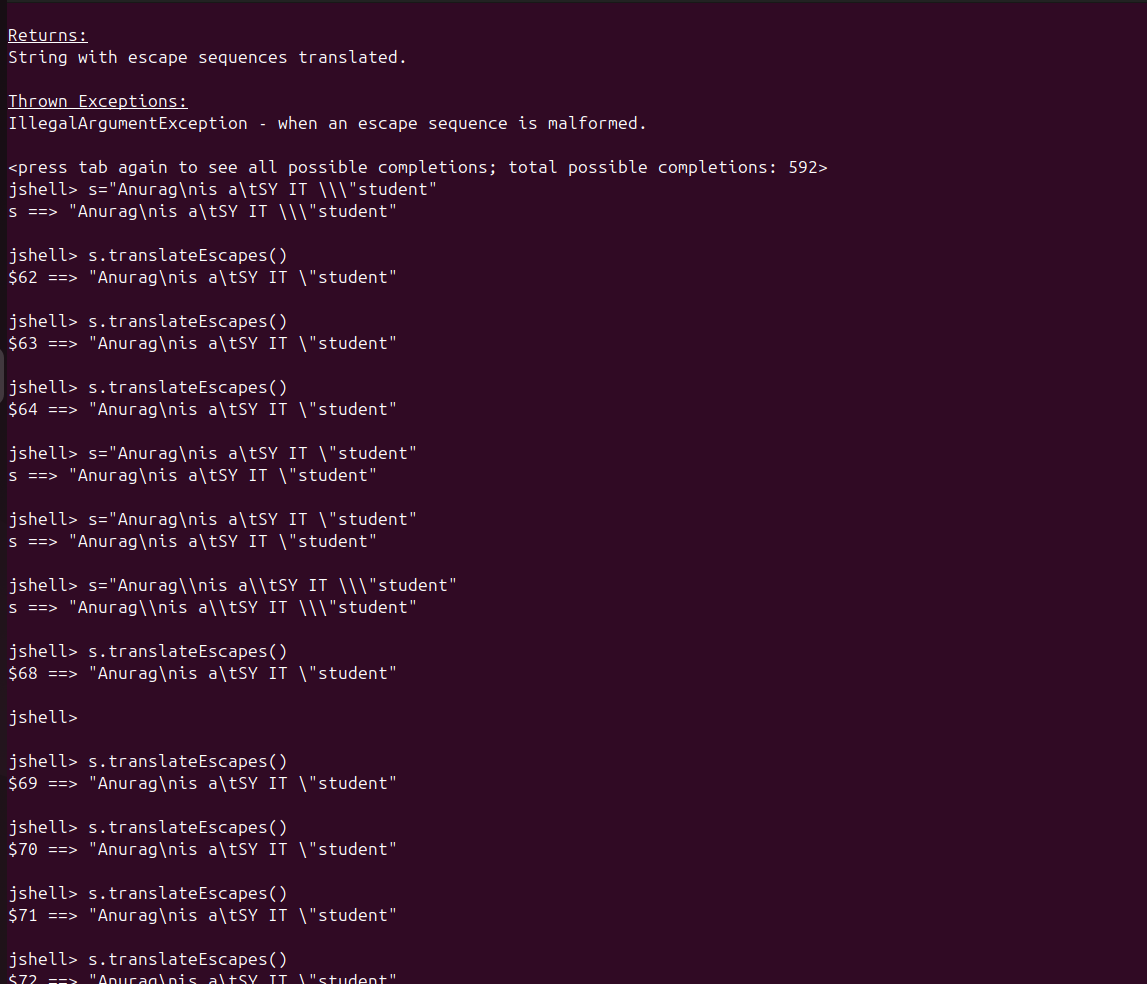 Returns:
String with escape sequences translated.
Thrown Exceptions:
IllegalArgumentException - when an escape sequence is malformed.
<press tab again to see all possible completions; total possible completions: 592>
jshell> s="Anurag\nis a\tSY IT \\\"student"
s ==> "Anurag\nis a\tSY IT \\\"student"
jshell> s.translateEscapes()
$62 ==> "Anurag\nis a\tSY IT \"student"
jshell> s.translateEscapes()
$63 ==> "Anurag\nis a\tSY IT \"student"
jshell> s.translateEscapes()
$64 ==> "Anurag\nis a\tSY IT \"student"
jshell> s="Anurag\nis a\tSY IT \"student"
s ==> "Anurag\nis a\tSY IT \"student"
jshell> s="Anurag\nis a\tSY IT \"student"
s ==> "Anurag\nis a\tSY IT \"student"
jshell> s="Anurag\\nis a\\tSY IT \\\"student"
s ==> "Anurag\\nis a\\tSY IT \\\"student"
jshell> s.translateEscapes()
$68 ==> "Anurag\nis a\tSY IT \"student"
jshell>
jshell> s.translateEscapes()
$69 ==> "Anurag\nis a\tSY IT \"student"
jshell> s.translateEscapes()
$70 ==> "Anurag\nis a\tSY IT \"student"
jshell> s.translateEscapes()
$71 ==> "Anurag\nis a\tSY IT \"student"
jshell> s.translateEscapes()
$72 ==> "Anurag\nis a\tSY IT \"student"